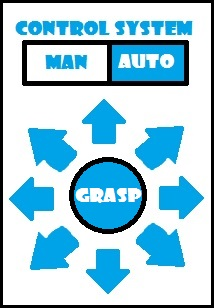 CONTROL SYSTEM
MAN AUTO
GRASP